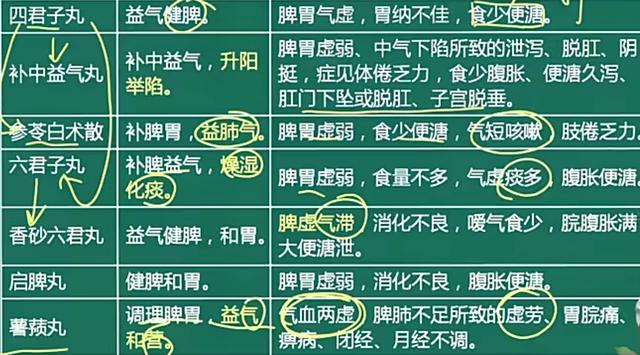 四君子丸
益气健脾。
脾胃气虚，胃纳不佳，食少便溏。
补中益气丸
补中益气，升阳
举陷。
脾胃虚弱、中气下陷所致的泄泻、脱肛、阴
挺，症见体倦乏力，食少腹胀、便溏久泻、
肛门下坠或脱肛、子宫脱垂。
参苓白术散
补脾胃，益肺气。
脾胃虚弱，食少便溏，气短咳嗽，肢倦乏力。
六君子丸
补脾益气，燥湿
化痰。
脾胃虚弱，食量不多，气虚痰多，腹胀便溏。
香砂六君丸
益气健脾，和胃。
脾虚气滞，消化不良，嗳气食少，脘腹胀满
大便溏泄。
启脾丸
健脾和胃。
脾胃虚弱，消化不良，腹胀便溏。
薯蓣丸
调理脾胃，益气
和营。
气血两虚，脾肺不足所致的虚劳、胃脘痛、
痹病、闭经、月经不调。